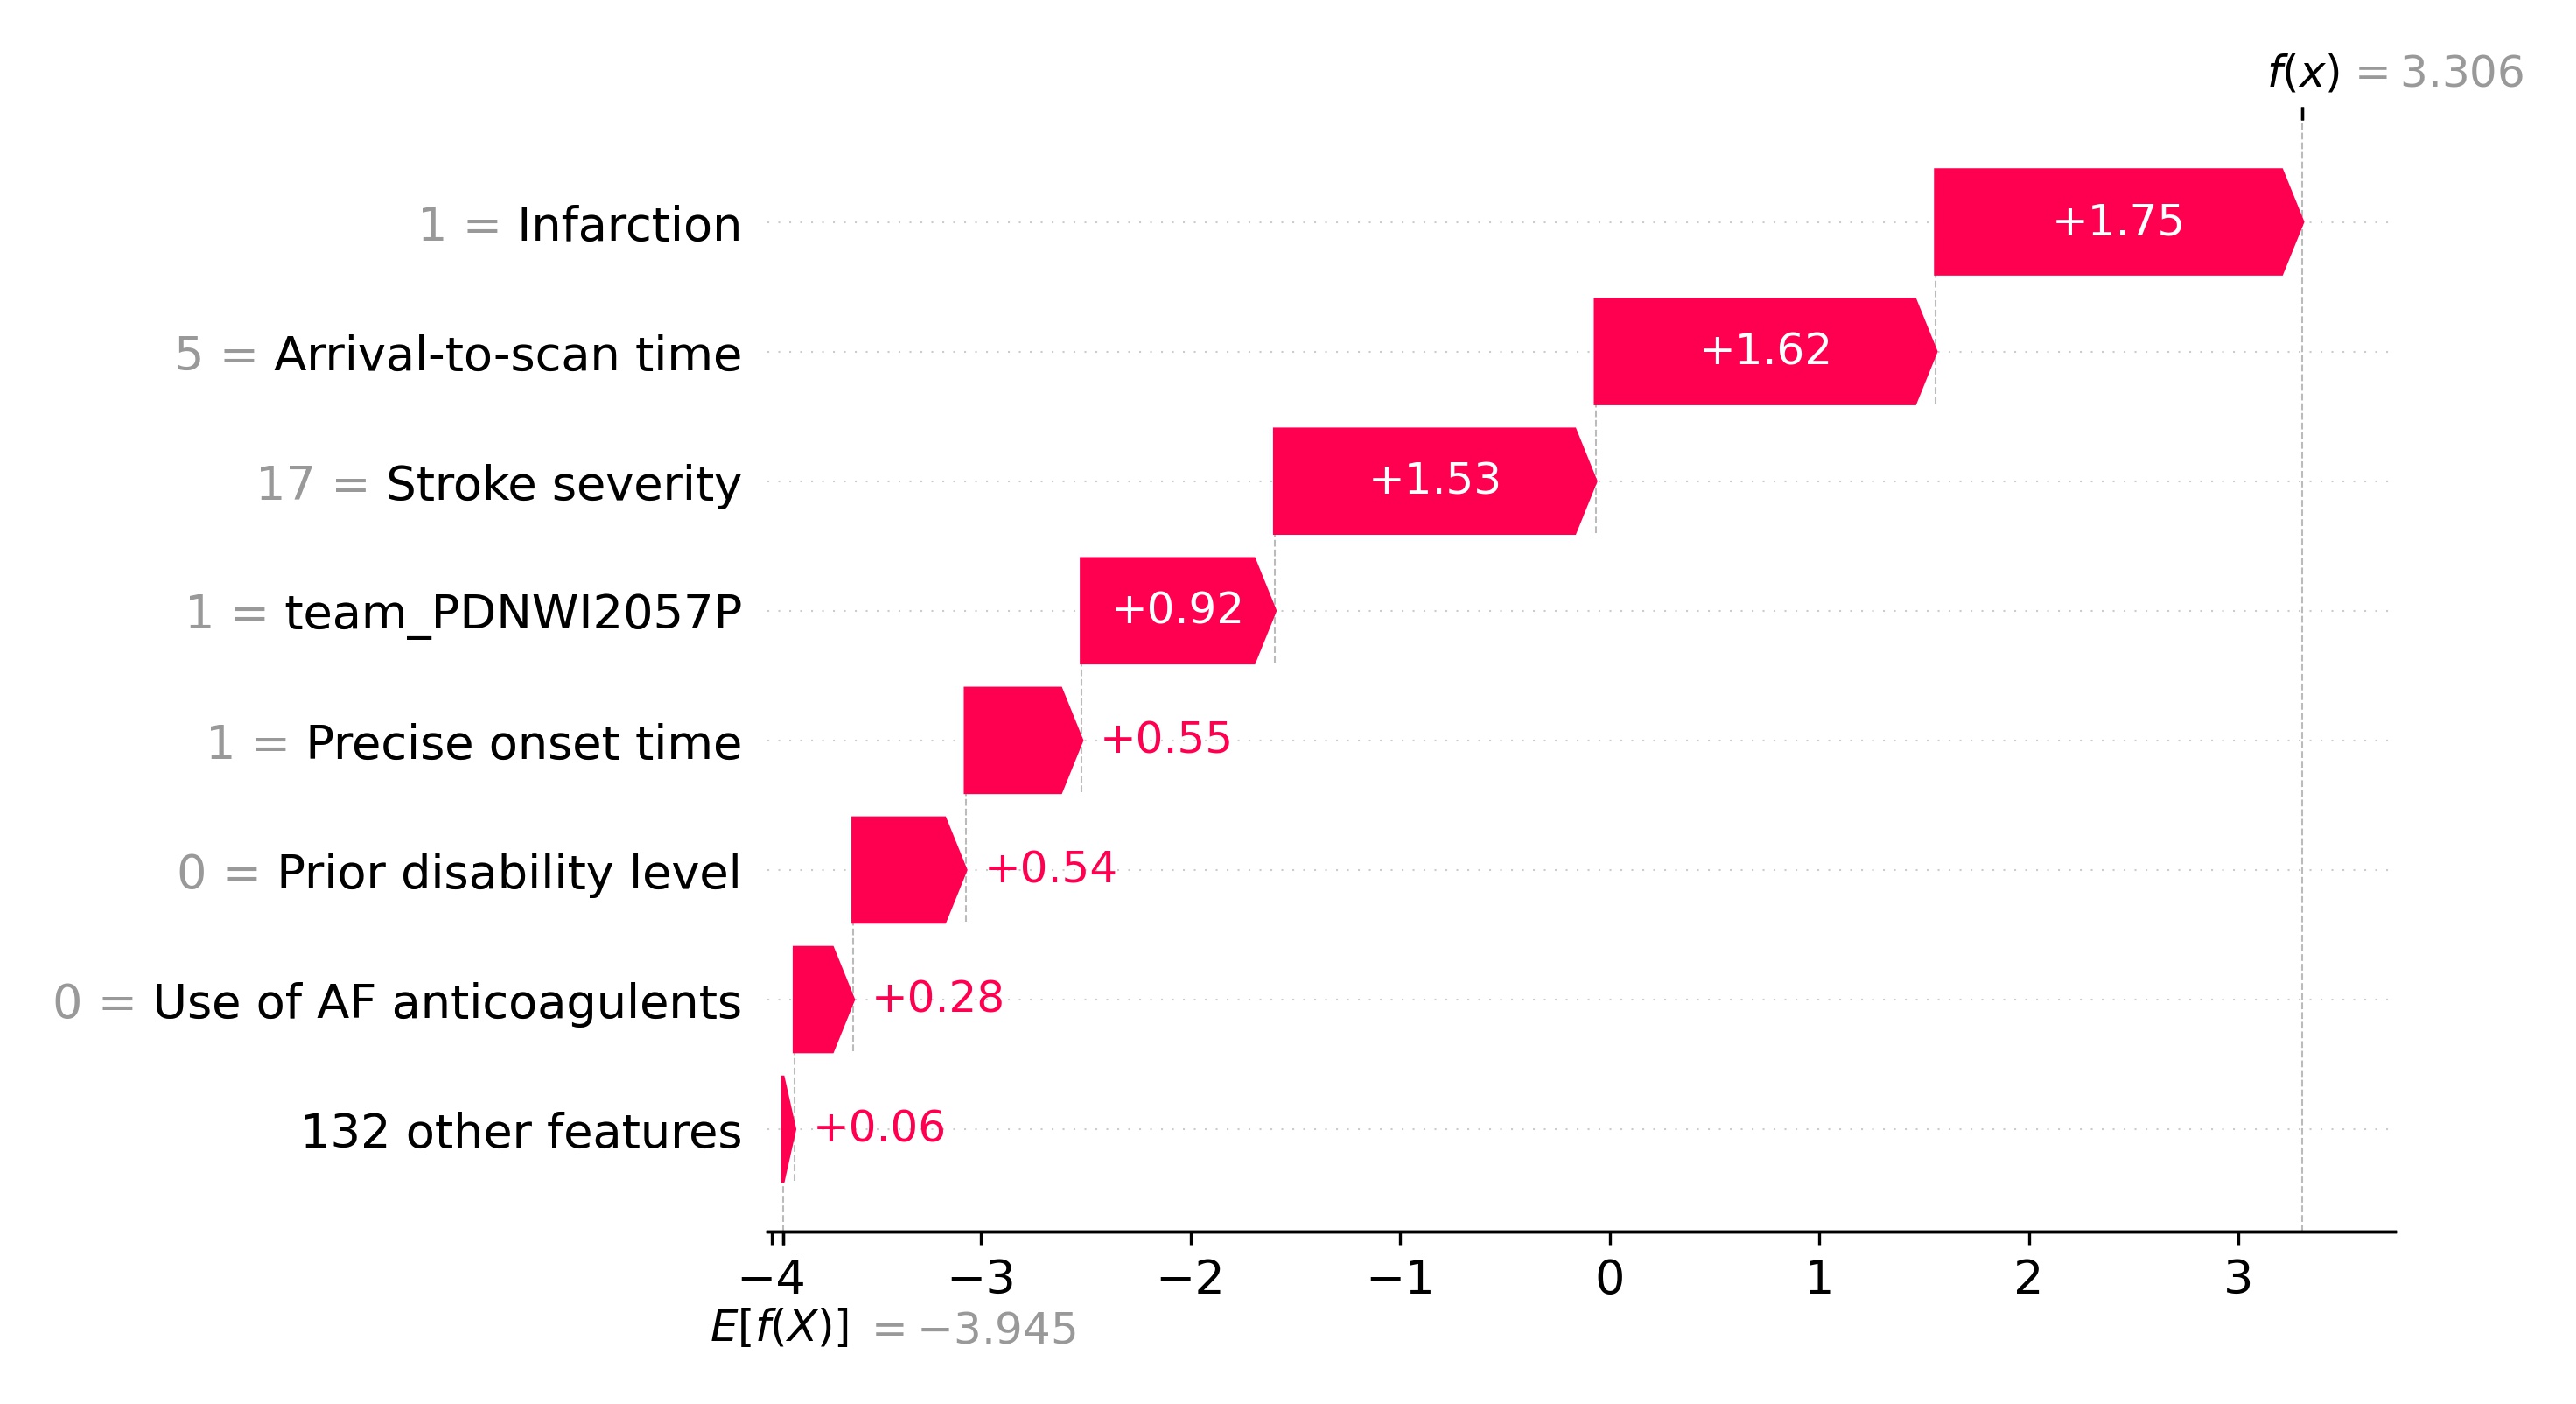 f(x) = 3.306
1 = Infarction +1.75
5 = Arrival-to-scan time +1.62
17 = Stroke severity +1.53
1 = team_PDNWI2057P +0.92
1 = Precise onset time +0.55
0 = Prior disability level +0.54
0 = Use of AF anticoagulents +0.28
132 other features +0.06
−4 −3 −2 −1 0 1 2 3
E[f(X)] = −3.945